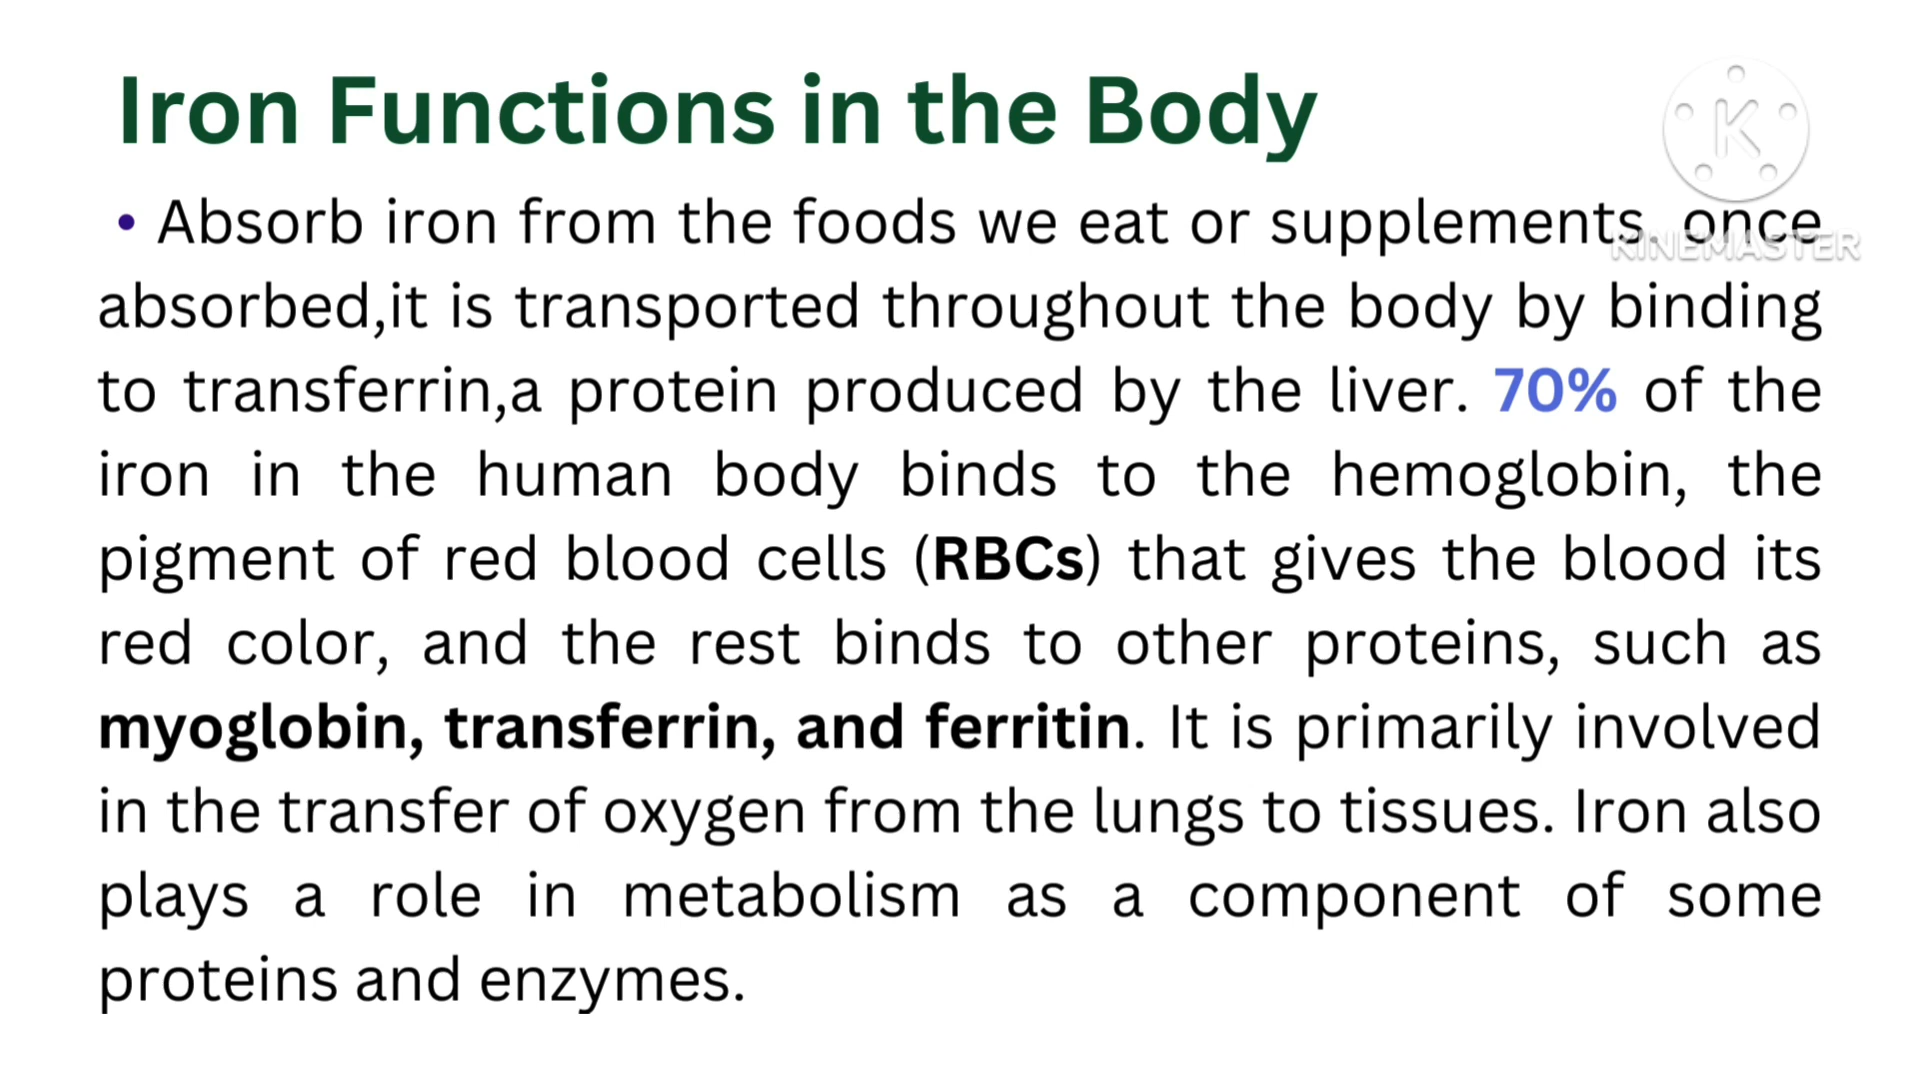 Iron Functions in the Body
K
• Absorb iron from the foods we eat or supplements, once
KINEMASTER
absorbed,it is transported throughout the body by binding
to transferrin,a protein produced by the liver. 70% of the
iron in the human body binds to the hemoglobin, the
pigment of red blood cells (RBCs) that gives the blood its
red color, and the rest binds to other proteins, such as
myoglobin, transferrin, and ferritin. It is primarily involved
in the transfer of oxygen from the lungs to tissues. Iron also
plays a role in metabolism as a component of some
proteins and enzymes.